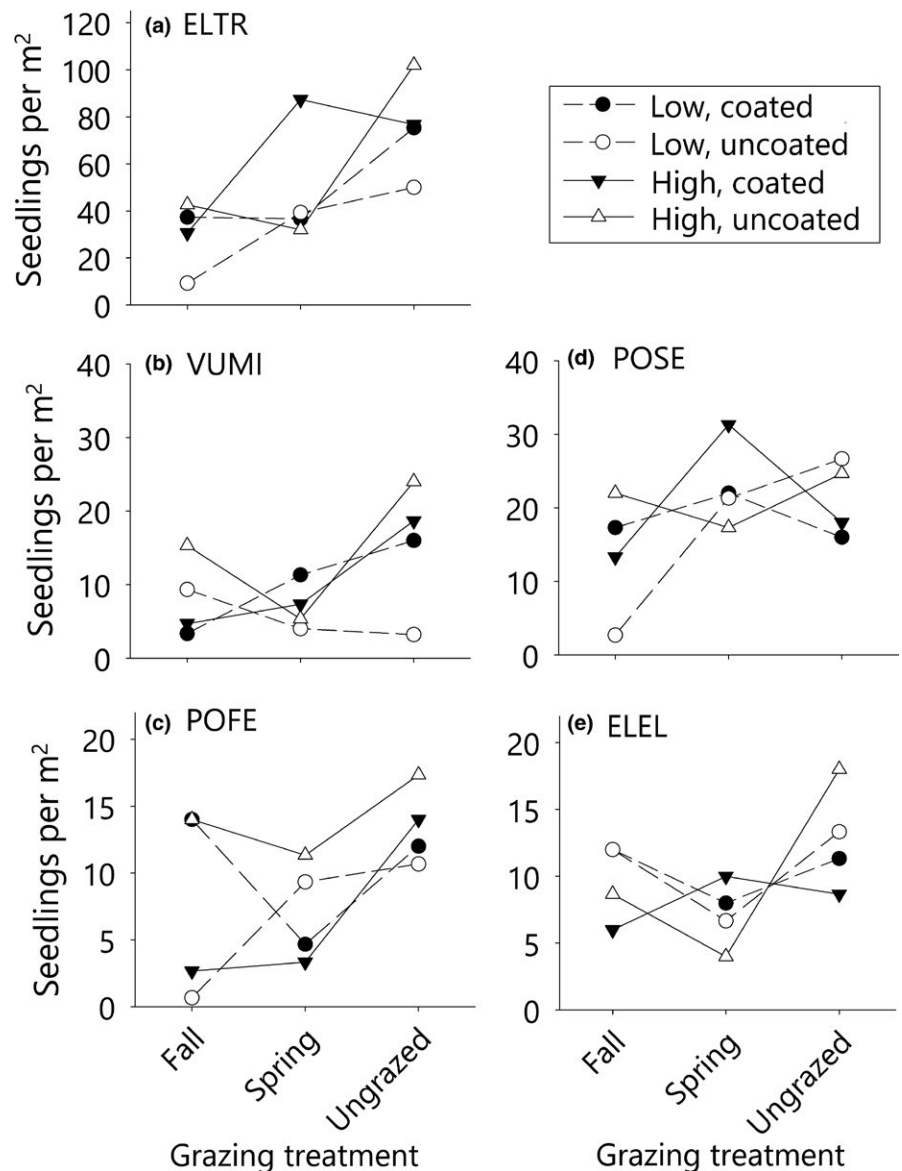 (a) ELTR
120
100
80
60
40
20
0
Seedlings per m²
Low, coated
Low, uncoated
High, coated
High, uncoated
(b) VUMI
40
30
20
10
0
Seedlings per m²
(d) POSE
40
30
20
10
0
(c) POFE
20
15
10
5
0
Seedlings per m²
Fall
Spring
Ungrazed
Grazing treatment
(e) ELEL
20
15
10
5
0
Fall
Spring
Ungrazed
Grazing treatment